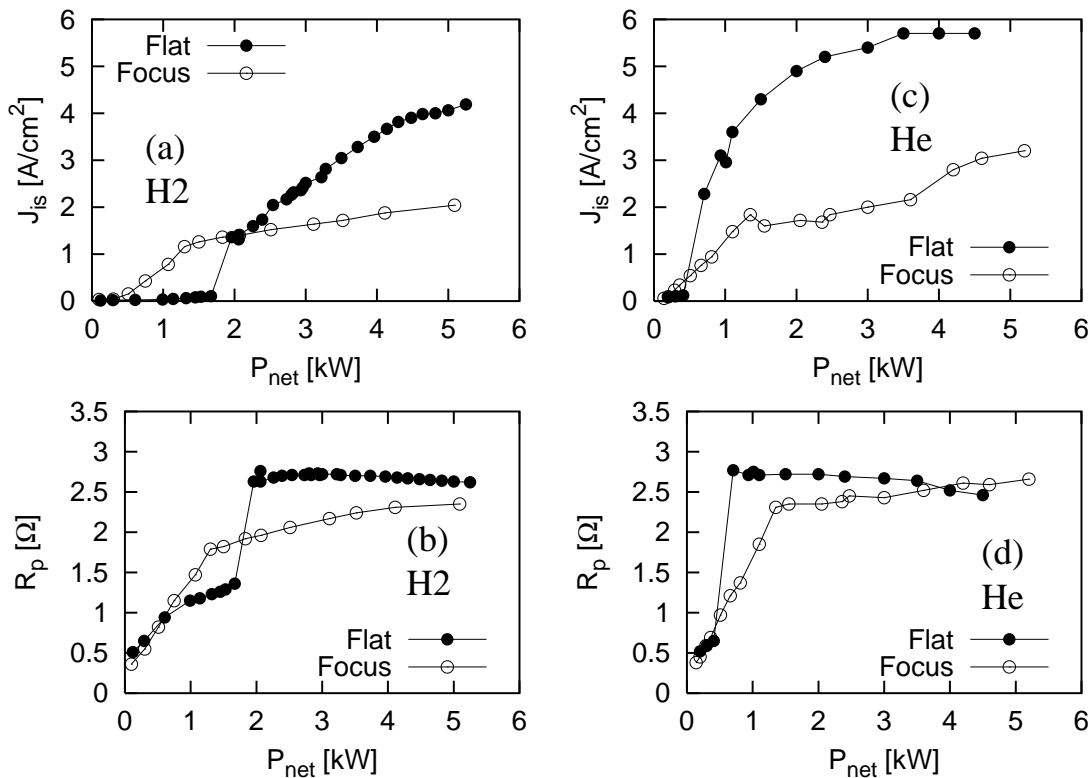 6
5
4
3
2
1
0
J_is [A/cm^2]
Flat
Focus
(a)
H2
0 1 2 3 4 5 6
P_net [kW]
6
5
4
3
2
1
0
J_is [A/cm^2]
(c)
He
Flat
Focus
0 1 2 3 4 5 6
P_net [kW]
3.5
3
2.5
2
1.5
1
0.5
0
R_p [Ω]
(b)
H2
Flat
Focus
0 1 2 3 4 5 6
P_net [kW]
3.5
3
2.5
2
1.5
1
0.5
0
R_p [Ω]
(d)
He
Flat
Focus
0 1 2 3 4 5 6
P_net [kW]